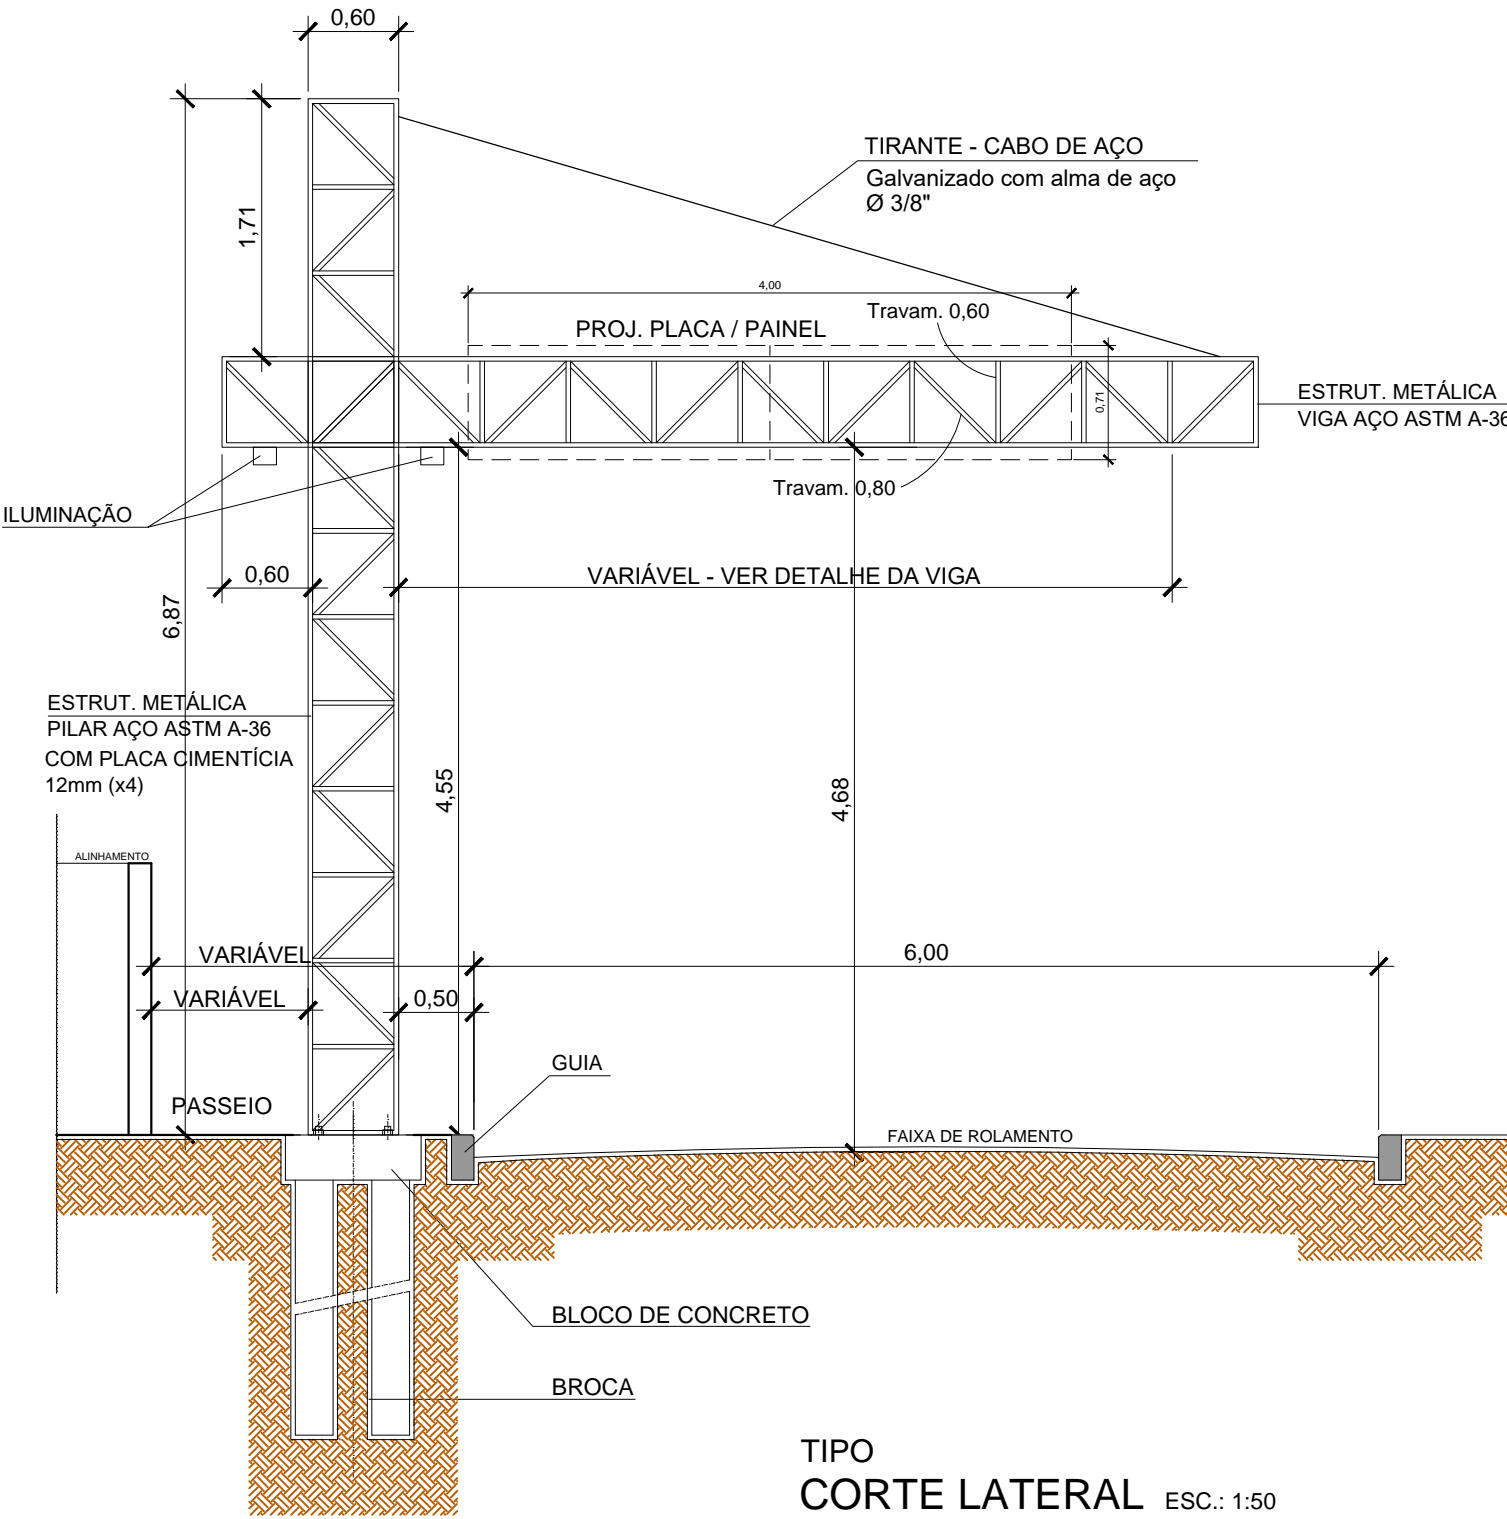 0,60
TIRANTE - CABO DE AÇO
Galvanizado com alma de aço
Ø 3/8"
1,71
4,00
Travam. 0,60
PROJ. PLACA / PAINEL
0,71
ESTRUT. METÁLICA
VIGA AÇO ASTM A-36
Travam. 0,80
ILUMINAÇÃO
0,60
VARIÁVEL - VER DETALHE DA VIGA
6,87
ESTRUT. METÁLICA
PILAR AÇO ASTM A-36
COM PLACA CIMENTÍCIA
12mm (x4)
4,55
4,68
ALINHAMENTO
VARIÁVEL
6,00
VARIÁVEL
0,50
GUIA
PASSEIO
FAIXA DE ROLAMENTO
BLOCO DE CONCRETO
BROCA
TIPO
CORTE LATERAL ESC.: 1:50